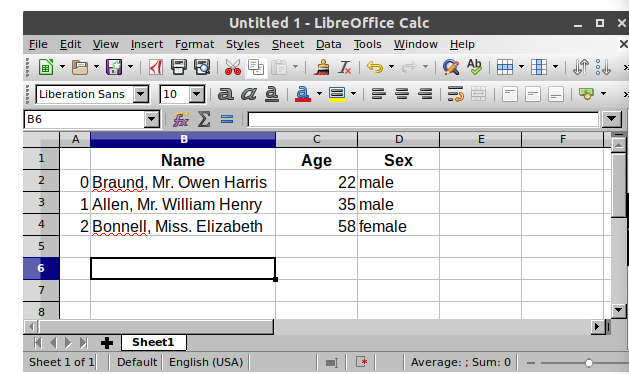 Untitled 1 - LibreOffice Calc
File Edit View Insert Format Styles Sheet Data Tools Window Help
Liberation Sans 10 a a a a
B6
A B C D E F
1 Name Age Sex
2 0 Braund, Mr. Owen Harris 22 male
3 1 Allen, Mr. William Henry 35 male
4 2 Bonnell, Miss. Elizabeth 58 female
5
6
7
8
Sheet1
Sheet 1 of 1 Default English (USA) Average: ; Sum: 0